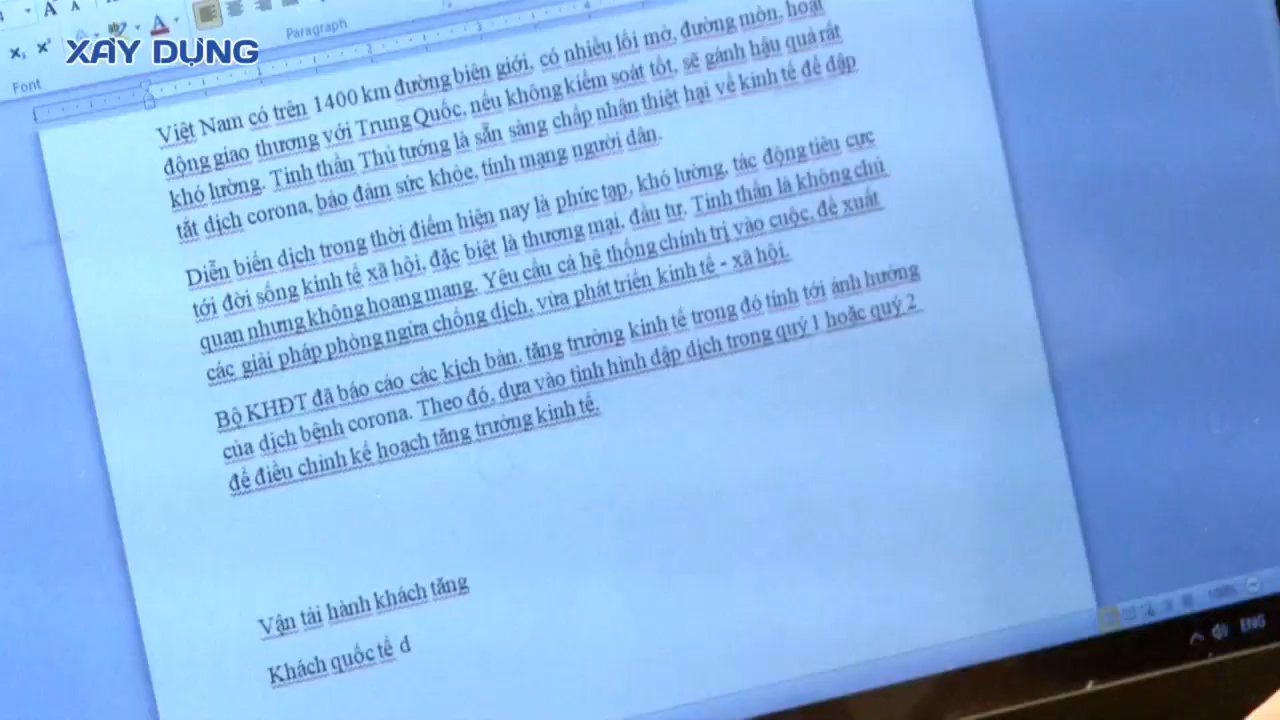 Paragraph
XÂY DỰNG
Font
Việt Nam có trên 1400 km đường biên giới, có nhiều lối mở, đường mòn, hoạt
động giao thương với Trung Quốc, nếu không kiểm soát tốt, sẽ gánh hậu quả rất
khó lường. Tinh thần Thủ tướng là sẵn sàng chấp nhận thiệt hại về kinh tế để dập
tắt dịch corona, bảo đảm sức khỏe, tính mạng người dân.
Diễn biến dịch trong thời điểm hiện nay là phức tạp, khó lường, tác động tiêu cực
tới đời sống kinh tế xã hội, đặc biệt là thương mại, đầu tư. Tinh thần là không chủ
quan nhưng không hoang mang. Yêu cầu cả hệ thống chính trị vào cuộc, đề xuất
các giải pháp phòng ngừa chống dịch, vừa phát triển kinh tế - xã hội.
Bộ KHĐT đã báo cáo các kịch bản, tăng trưởng kinh tế trong đó tính tới ảnh hưởng
của dịch bệnh corona. Theo đó, dựa vào tình hình dập dịch trong quý 1 hoặc quý 2
để điều chỉnh kế hoạch tăng trưởng kinh tế.
Vận tải hành khách tăng
Khách quốc tế d
100%
ENG